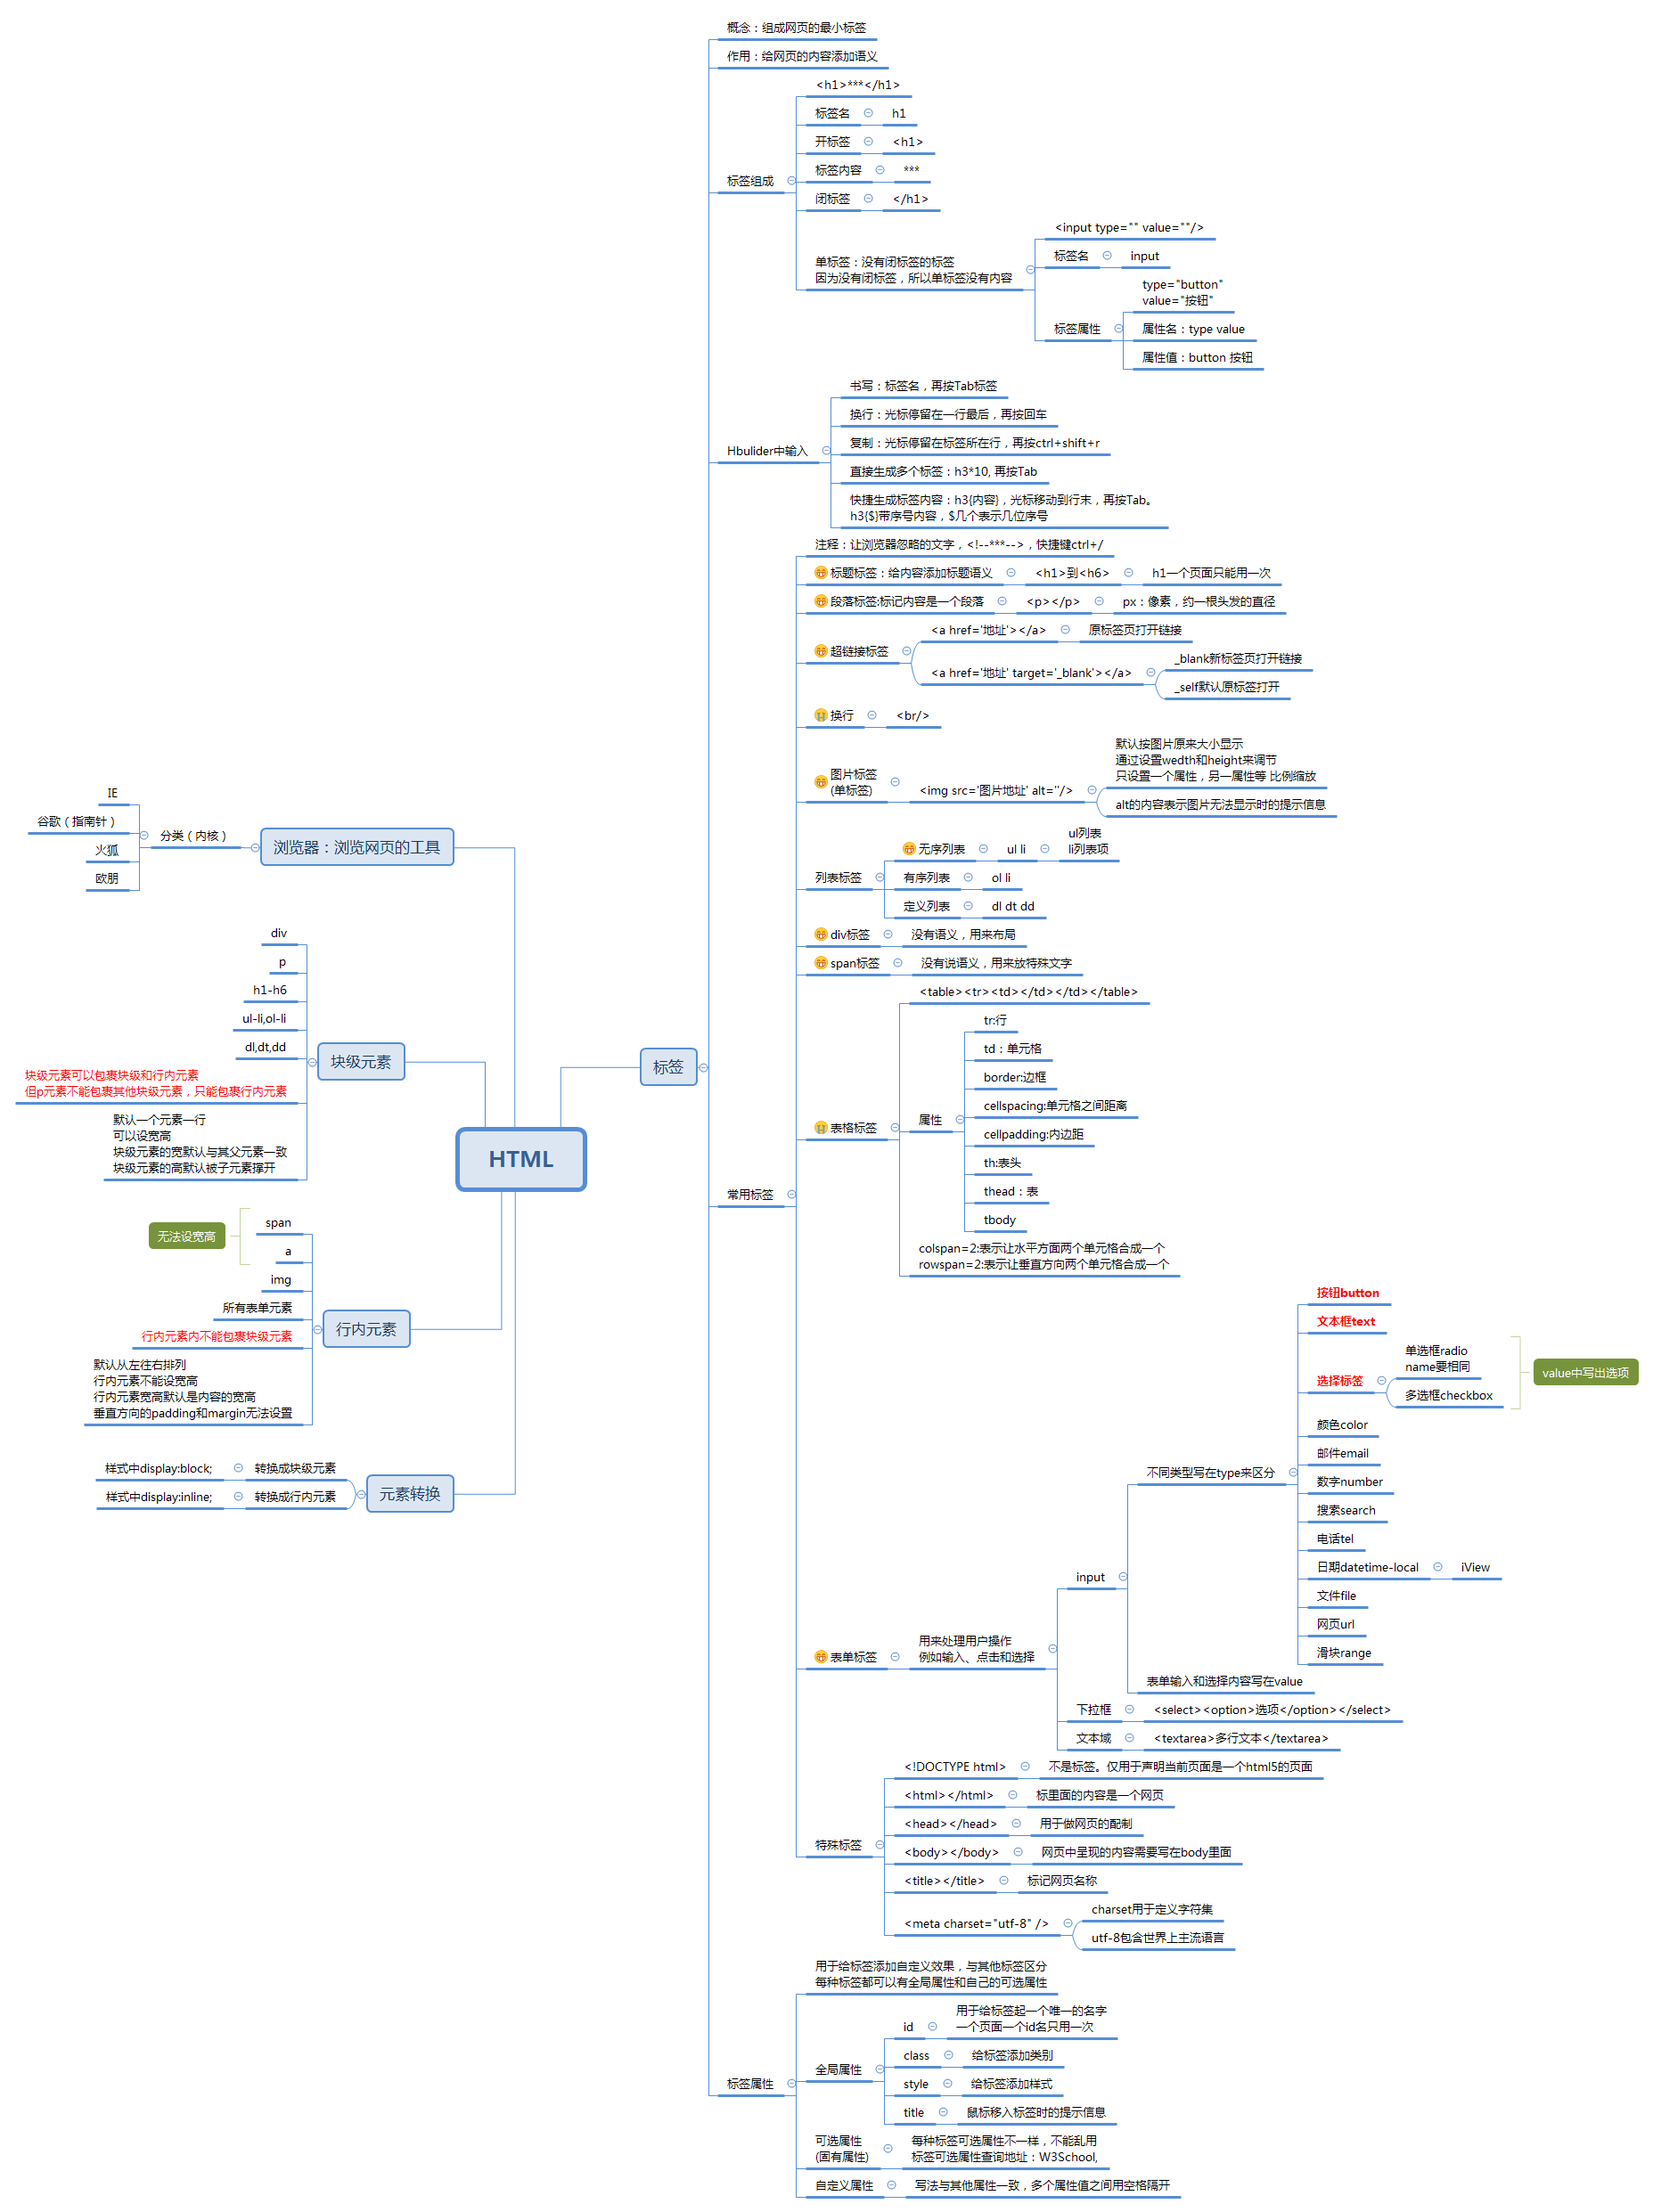 HTML
浏览器：浏览网页的工具
分类（内核）
IE
谷歌（指南针）
火狐
欧朋
块级元素
div
p
h1-h6
ul-li,ol-li
dl,dt,dd
块级元素可以包裹块级和行内元素
但p元素不能包裹其他块级元素，只能包裹行内元素
默认一个元素一行
可以设宽高
块级元素的宽默认与其父元素一致
块级元素的高默认被子元素撑开
行内元素
span
a
无法设宽高
img
所有表单元素
行内元素内不能包裹块级元素
默认从左往右排列
行内元素不能设宽高
行内元素宽高默认是内容的宽高
垂直方向的padding和margin无法设置
元素转换
转换成块级元素
样式中display:block;
转换成行内元素
样式中display:inline;
标签
概念：组成网页的最小标签
作用：给网页的内容添加语义
标签组成
<h1>***</h1>
标签名
h1
开标签
<h1>
标签内容
***
闭标签
</h1>
单标签：没有闭标签的标签
因为没有闭标签，所以单标签没有内容
<input type="" value=""/>
标签名
input
标签属性
type="button"
value="按钮"
属性名：type value
属性值：button 按钮
Hbulider中输入
书写：标签名，再按Tab标签
换行：光标停留在一行最后，再按回车
复制：光标停留在标签所在行，再按ctrl+shift+r
直接生成多个标签：h3*10, 再按Tab
快捷生成标签内容：h3{内容}，光标移动到行末，再按Tab。
h3{$}带序号内容，$几个表示几位序号
常用标签
注释：让浏览器忽略的文字，<!--***-->，快捷键ctrl+/
标题标签：给内容添加标题语义
<h1>到<h6>
h1一个页面只能用一次
段落标签:标记内容是一个段落
<p></p>
px：像素，约一根头发的直径
超链接标签
<a href='地址'></a>
原标签页打开链接
<a href='地址' target='_blank'></a>
_blank新标签页打开链接
_self默认原标签打开
换行
<br/>
图片标签
(单标签)
<img src='图片地址' alt=''/>
默认按图片原来大小显示
通过设置wedth和height来调节
只设置一个属性，另一属性等 比例缩放
alt的内容表示图片无法显示时的提示信息
列表标签
无序列表
ul li
ul列表
li列表项
有序列表
ol li
定义列表
dl dt dd
div标签
没有语义，用来布局
span标签
没有说语义，用来放特殊文字
表格标签
<table><tr><td></td></td></table>
属性
tr:行
td：单元格
border:边框
cellspacing:单元格之间距离
cellpadding:内边距
th:表头
thead：表
tbody
colspan=2:表示让水平方面两个单元格合成一个
rowspan=2:表示让垂直方向两个单元格合成一个
表单标签
用来处理用户操作
例如输入、点击和选择
input
不同类型写在type来区分
按钮button
文本框text
选择标签
单选框radio
name要相同
多选框checkbox
value中写出选项
颜色color
邮件email
数字number
搜索search
电话tel
日期datetime-local
iView
文件file
网页url
滑块range
表单输入和选择内容写在value
下拉框
<select><option>选项</option></select>
文本域
<textarea>多行文本</textarea>
特殊标签
<!DOCTYPE html>
不是标签。仅用于声明当前页面是一个html5的页面
<html></html>
标里面的内容是一个网页
<head></head>
用于做网页的配制
<body></body>
网页中呈现的内容需要写在body里面
<title></title>
标记网页名称
<meta charset="utf-8" />
charset用于定义字符集
utf-8包含世界上主流语言
标签属性
用于给标签添加自定义效果，与其他标签区分
每种标签都可以有全局属性和自己的可选属性
全局属性
id
用于给标签起一个唯一的名字
一个页面一个id名只用一次
class
给标签添加类别
style
给标签添加样式
title
鼠标移入标签时的提示信息
可选属性
(固有属性)
每种标签可选属性不一样，不能乱用
标签可选属性查询地址：W3School,
自定义属性
写法与其他属性一致，多个属性值之间用空格隔开